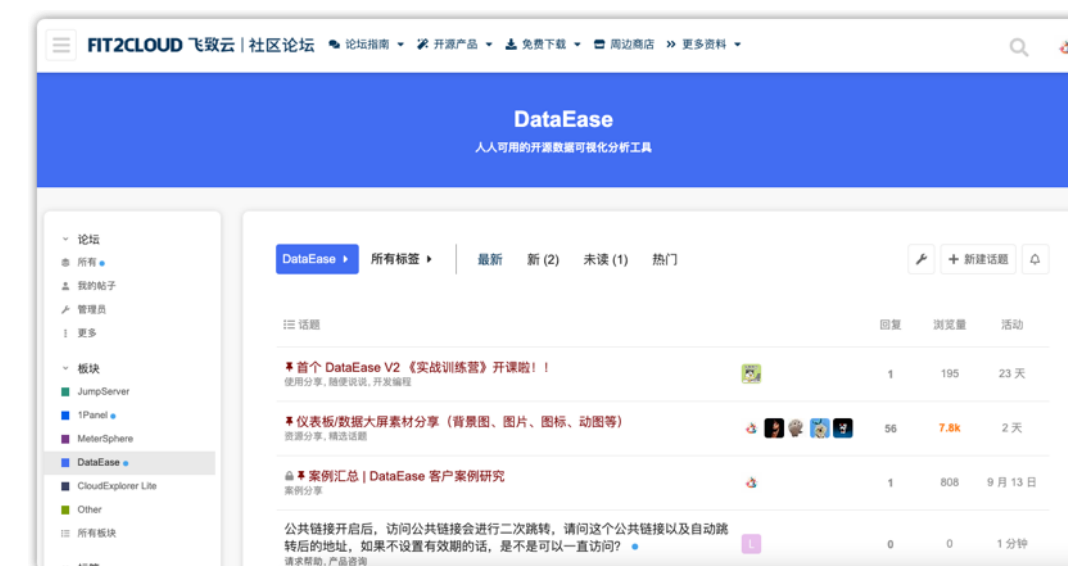 FIT2CLOUD 飞致云 | 社区论坛 论坛指南 开源产品 免费下载 周边商店 更多资料
DataEase
人人可用的开源数据可视化分析工具
论坛
所有
我的帖子
管理员
更多
板块
JumpServer
1Panel
MeterSphere
DataEase
CloudExplorer Lite
Other
所有板块
DataEase 所有标签 最新 新 (2) 未读 (1) 热门 新建话题
话题 回复 浏览量 活动
首个 DataEase V2 《实战训练营》开课啦!! 1 195 23 天
使用分享, 随便说说, 开发编程
仪表板/数据大屏素材分享（背景图、图片、图标、动图等） 56 7.8k 2 天
资源分享, 精选话题
案例汇总 | DataEase 客户案例研究 1 808 9 月 13 日
案例分享
公共链接开启后，访问公共链接会进行二次跳转，请问这个公共链接以及自动跳
转后的地址，如果不设置有效期的话，是不是可以一直访问? L 0 0 1 分钟
请求帮助, 产品咨询